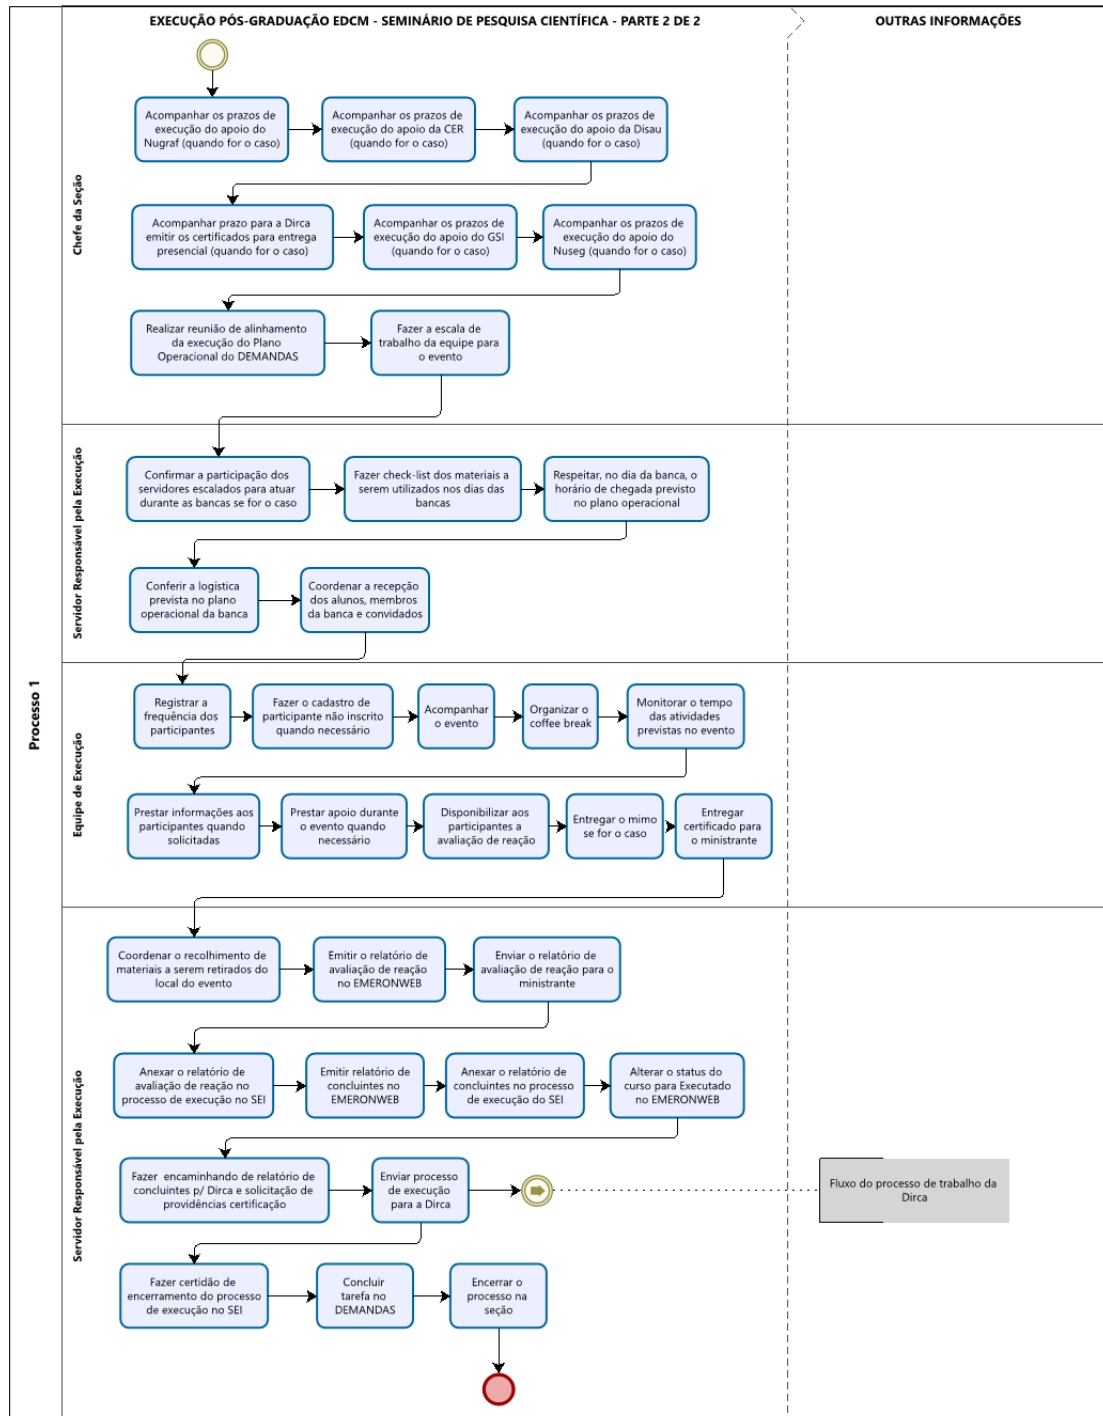 EXECUÇÃO PÓS-GRADUAÇÃO EDCM - SEMINÁRIO DE PESQUISA CIENTÍFICA - PARTE 2 DE 2
OUTRAS INFORMAÇÕES
Processo 1
Chefe da Seção
Acompanhar os prazos de
execução do apoio do
Nugraf (quando for o caso)
Acompanhar os prazos de
execução do apoio da CER
(quando for o caso)
Acompanhar os prazos de
execução do apoio da Disau
(quando for o caso)
Acompanhar prazo para a Dirca
emitir os certificados para entrega
presencial (quando for o caso)
Acompanhar os prazos de
execução do apoio do GSI
(quando for o caso)
Acompanhar os prazos de
execução do apoio do
Nuseg (quando for o caso)
Realizar reunião de alinhamento
da execução do Plano
Operacional do DEMANDAS
Fazer a escala de
trabalho da equipe para
o evento
Servidor Responsável pela Execução
Confirmar a participação dos
servidores escalados para atuar
durante as bancas se for o caso
Fazer check-list dos materiais a
serem utilizados nos dias das
bancas
Respeitar, no dia da banca, o
horário de chegada previsto
no plano operacional
Conferir a logística
prevista no plano
operacional da banca
Coordenar a recepção
dos alunos, membros
da banca e convidados
Equipe de Execução
Registrar a
frequência dos
participantes
Fazer o cadastro de
participante não inscrito
quando necessário
Acompanhar
o evento
Organizar o
coffee break
Monitorar o tempo
das atividades
previstas no evento
Prestar informações aos
participantes quando
solicitadas
Prestar apoio durante
o evento quando
necessário
Disponibilizar aos
participantes a
avaliação de reação
Entregar o mimo
se for o caso
Entregar
certificado para
o ministrante
Servidor Responsável pela Execução
Coordenar o recolhimento de
materiais a serem retirados do
local do evento
Emitir o relatório de
avaliação de reação
no EMERONWEB
Enviar o relatório de
avaliação de reação para o
ministrante
Anexar o relatório de
avaliação de reação no
processo de execução no SEI
Emitir relatório de
concluintes no
EMERONWEB
Anexar o relatório de
concluintes no processo
de execução do SEI
Alterar o status do
curso para Executado
no EMERONWEB
Fazer encaminhando de relatório de
concluintes p/ Dirca e solicitação de
providências certificação
Enviar processo
de execução
para a Dirca
Fluxo do processo de trabalho da
Dirca
Fazer certidão de
encerramento do processo
de execução no SEI
Concluir
tarefa no
DEMANDAS
Encerrar o
processo na
seção